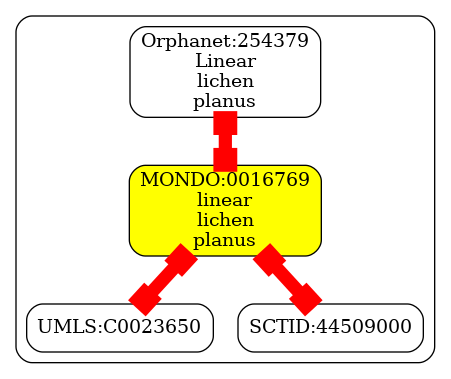 Orphanet:254379
Linear
lichen
planus
MONDO:0016769
linear
lichen
planus
UMLS:C0023650
SCTID:44509000